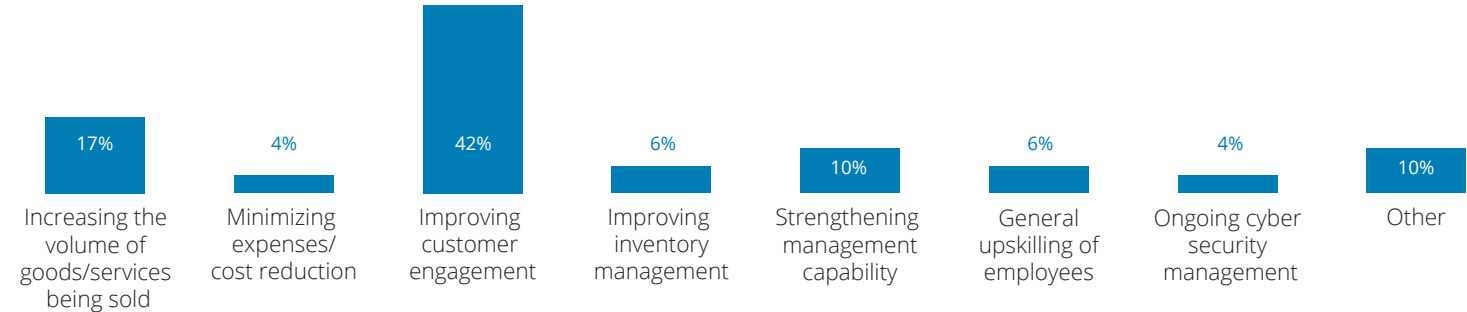 17%
4%
42%
6%
10%
6%
4%
10%
Increasing the
volume of
goods/services
being sold
Minimizing
expenses/
cost reduction
Improving
customer
engagement
Improving
inventory
management
Strengthening
management
capability
General
upskilling of
employees
Ongoing cyber
security
management
Other